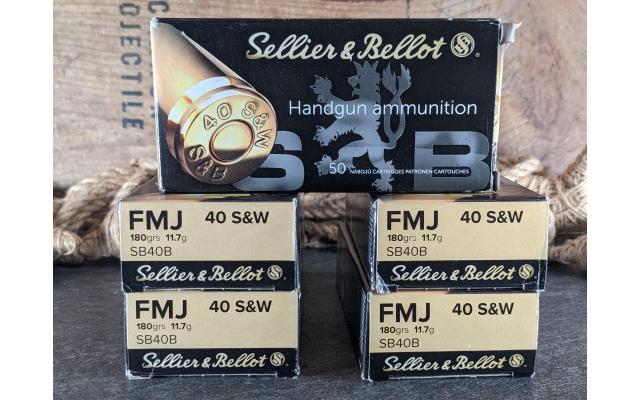 PROJECTILE
Sellier & Bellot S&B®
Handgun ammunition
40 S&W
S&B
S&B
50 NÁBOJŮ CARTRIDGES PATRONEN CARTOUCHES
FMJ 40 S&W
180grs 11.7g
SB40B
Sellier & Bellot
FMJ 40 S&W
180grs 11.7g
SB40B
Sellier & Bellot
FMJ 40 S&W
180grs 11.7g
SB40B
Sellier & Bellot
FMJ 40 S&W
180grs 11.7g
SB40B
Sellier & Bellot